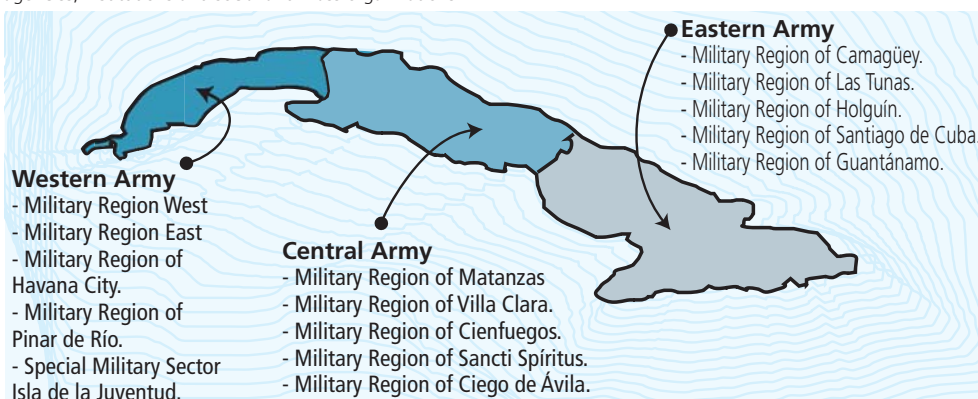 Eastern Army
- Military Region of Camagüey.
- Military Region of Las Tunas.
- Military Region of Holguín.
- Military Region of Santiago de Cuba.
- Military Region of Guantánamo.
Western Army
- Military Region West
- Military Region East
- Military Region of
Havana City.
- Military Region of
Pinar de Río.
- Special Military Sector
Isla de la Juventud.
Central Army
- Military Region of Matanzas
- Military Region of Villa Clara.
- Military Region of Cienfuegos.
- Military Region of Sancti Spíritus.
- Military Region of Ciego de Ávila.